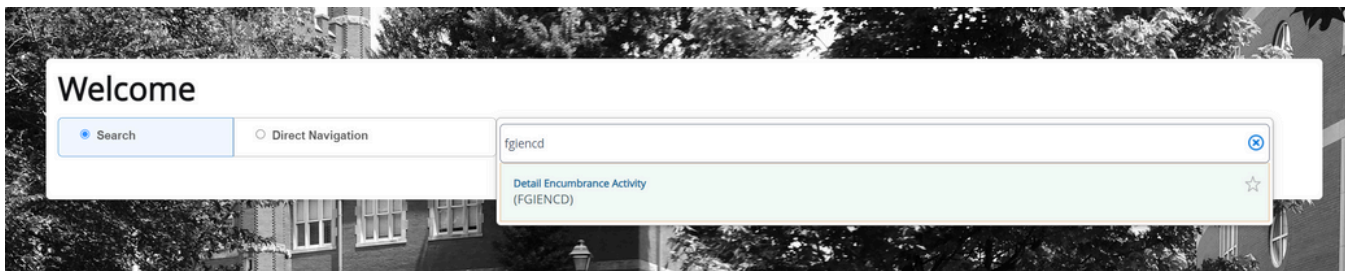 Welcome
Search
Direct Navigation
fgiencd
Detail Encumbrance Activity
(FGIENCD)